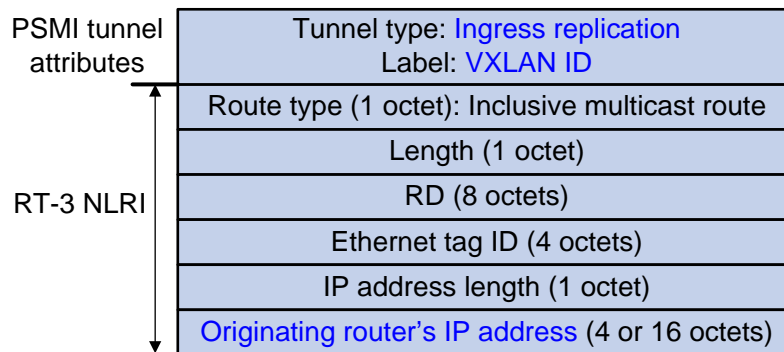 PSMI tunnel
attributes
Tunnel type: Ingress replication
Label: VXLAN ID
Route type (1 octet): Inclusive multicast route
Length (1 octet)
RT-3 NLRI
RD (8 octets)
Ethernet tag ID (4 octets)
IP address length (1 octet)
Originating router's IP address (4 or 16 octets)